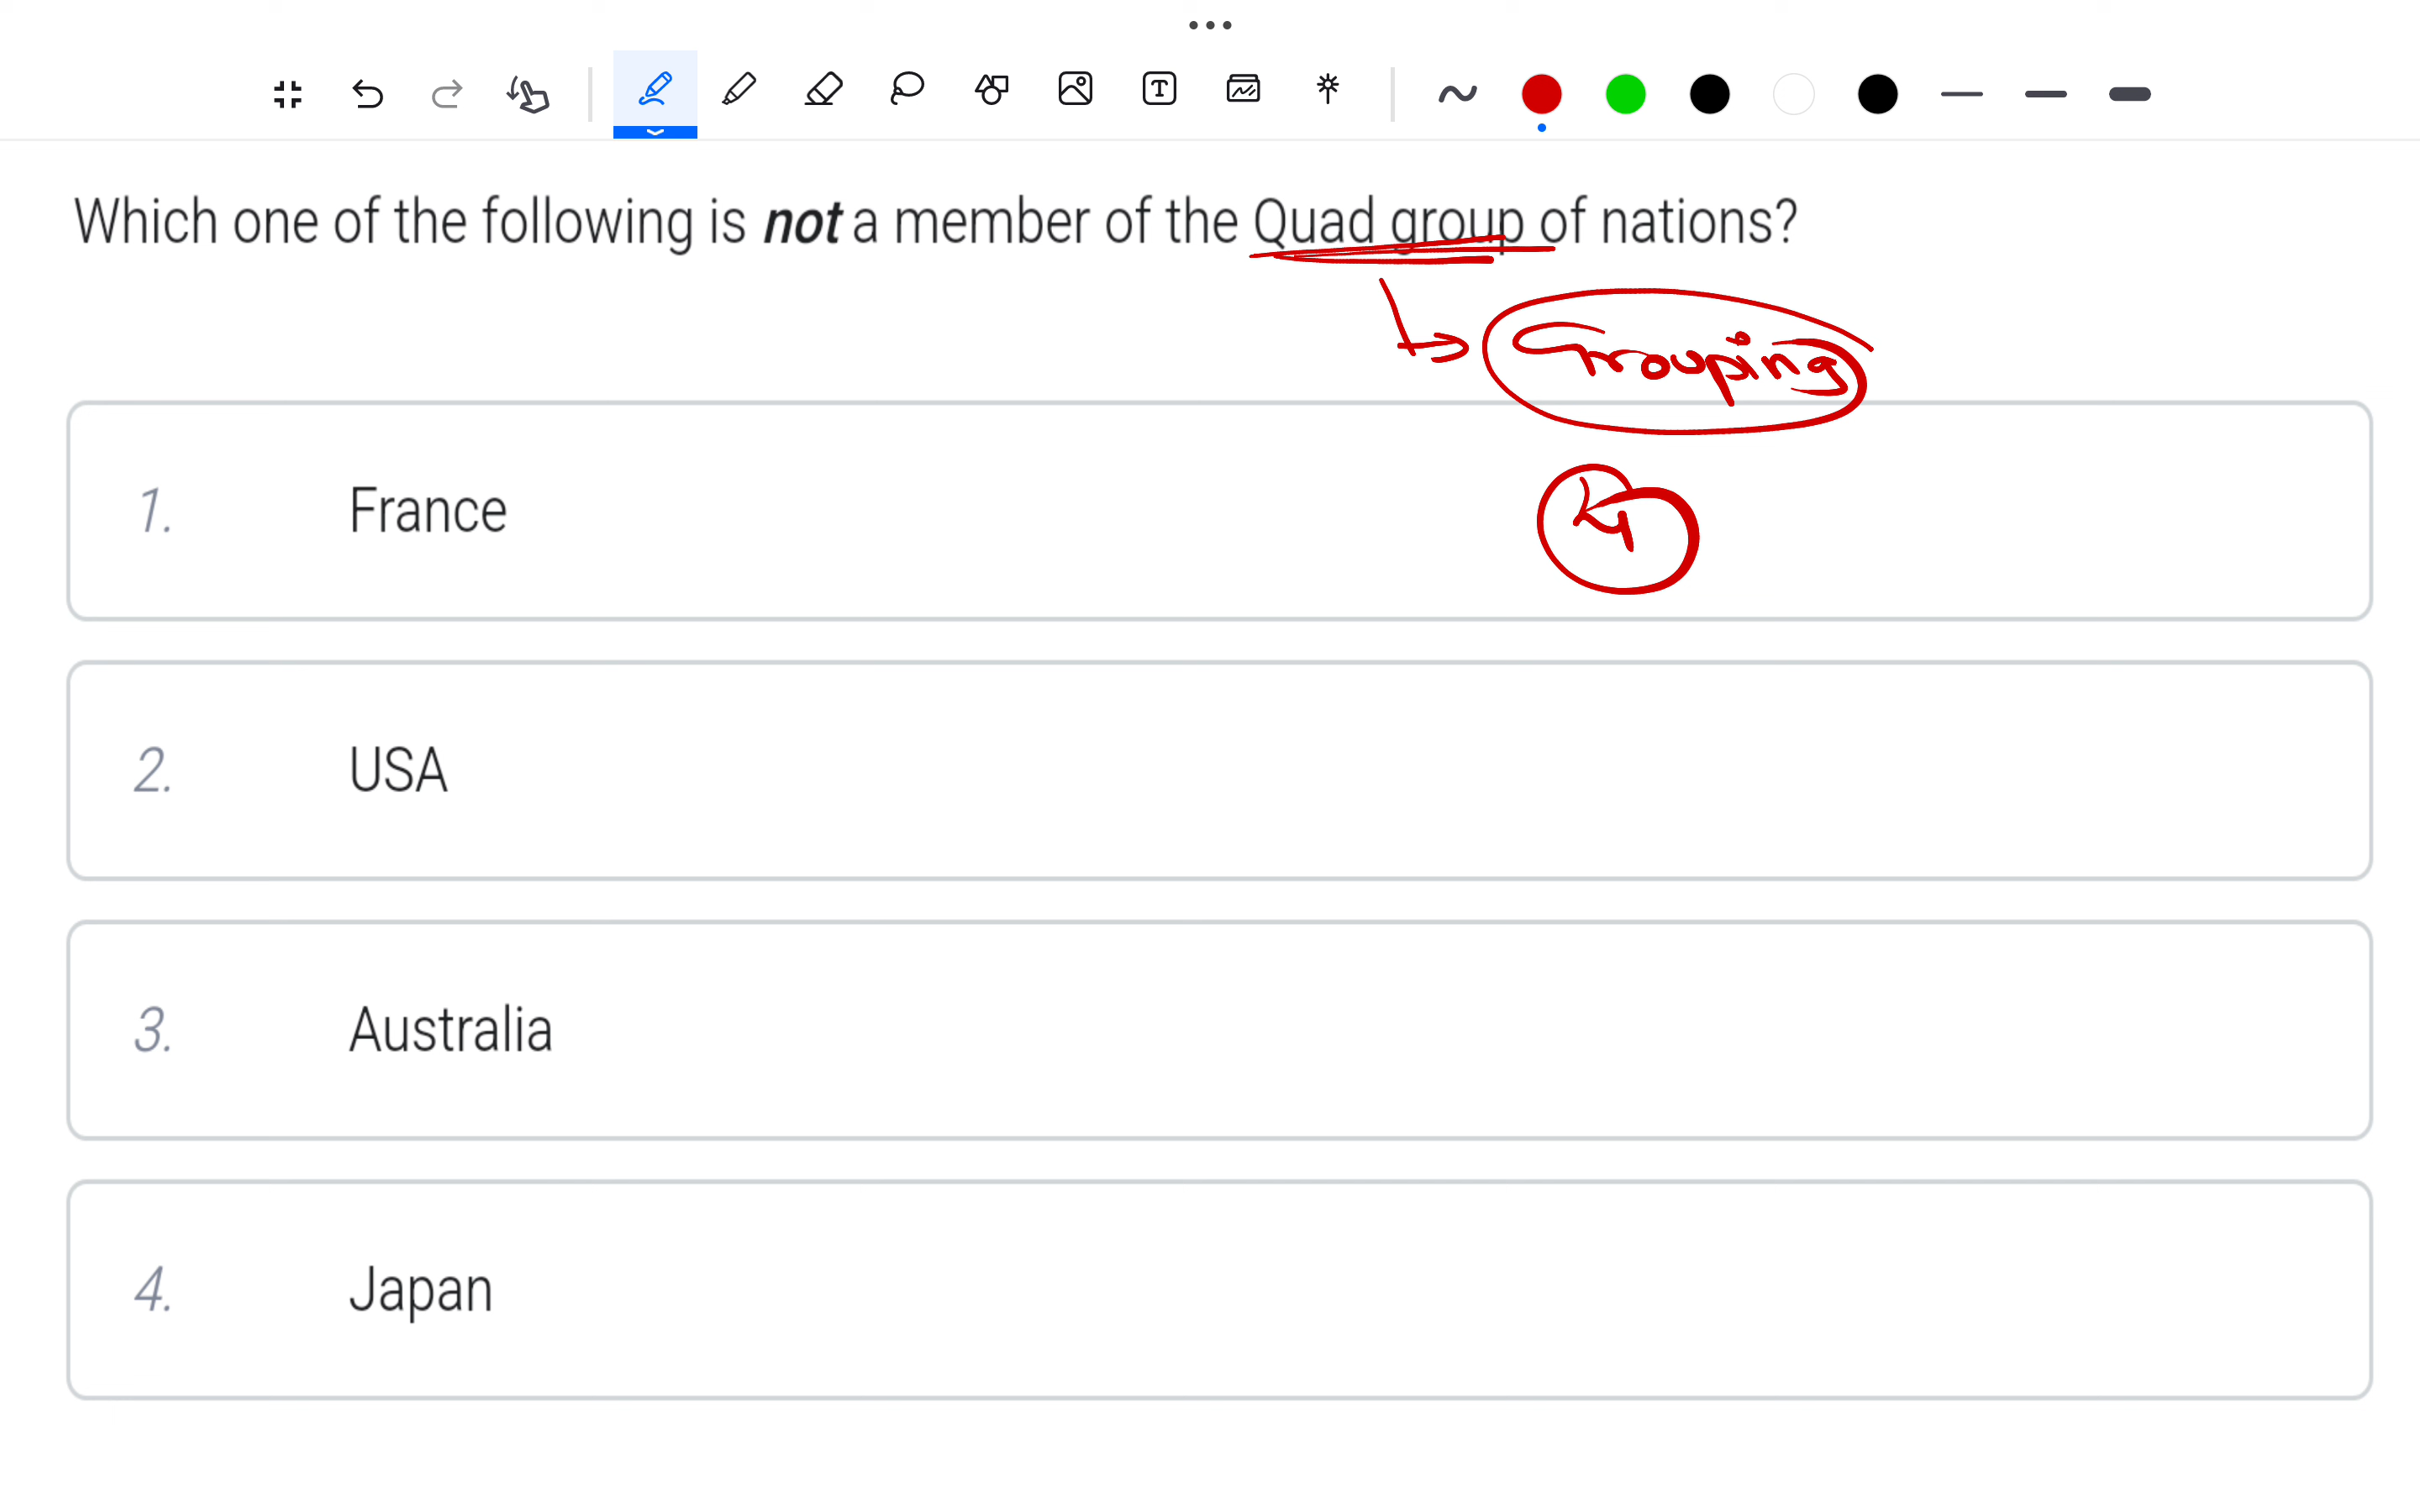 Which one of the following is not a member of the Quad group of nations?
Grouping
4
1. France
2. USA
3. Australia
4. Japan